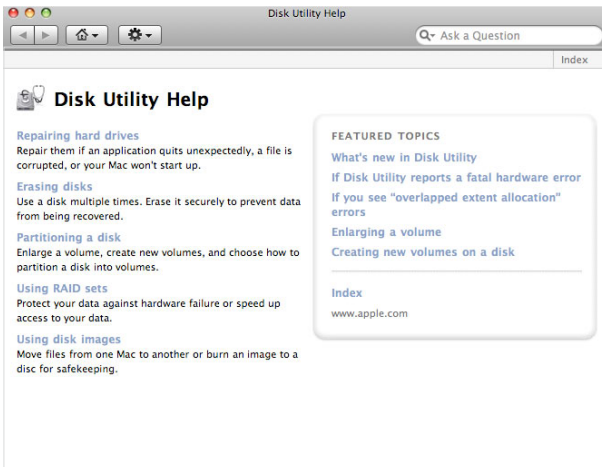 Disk Utility Help
Ask a Question
Index
Disk Utility Help
Repairing hard drives
Repair them if an application quits unexpectedly, a file is
corrupted, or your Mac won't start up.
Erasing disks
Use a disk multiple times. Erase it securely to prevent data
from being recovered.
Partitioning a disk
Enlarge a volume, create new volumes, and choose how to
partition a disk into volumes.
Using RAID sets
Protect your data against hardware failure or speed up
access to your data.
Using disk images
Move files from one Mac to another or burn an image to a
disc for safekeeping.
FEATURED TOPICS
What's new in Disk Utility
If Disk Utility reports a fatal hardware error
If you see "overlapped extent allocation"
errors
Enlarging a volume
Creating new volumes on a disk
Index
www.apple.com